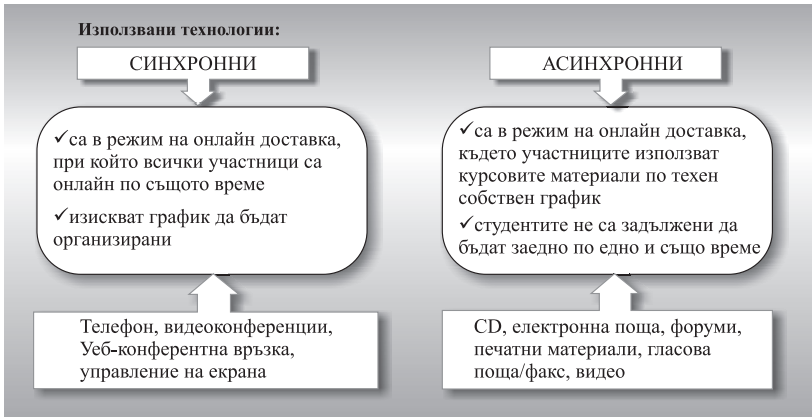 Използвани технологии:
СИНХРОННИ
✓са в режим на онлайн доставка,
при който всички участници са
онлайн по същото време
✓изискват график да бъдат
организирани
Телефон, видеоконференции,
Уеб-конферентна връзка,
управление на екрана
АСИНХРОННИ
✓са в режим на онлайн доставка,
където участниците използват
курсовите материали по техен
собствен график
✓студентите не са задължени да
бъдат заедно по едно и също време
CD, електронна поща, форуми,
печатни материали, гласова
поща/факс, видео